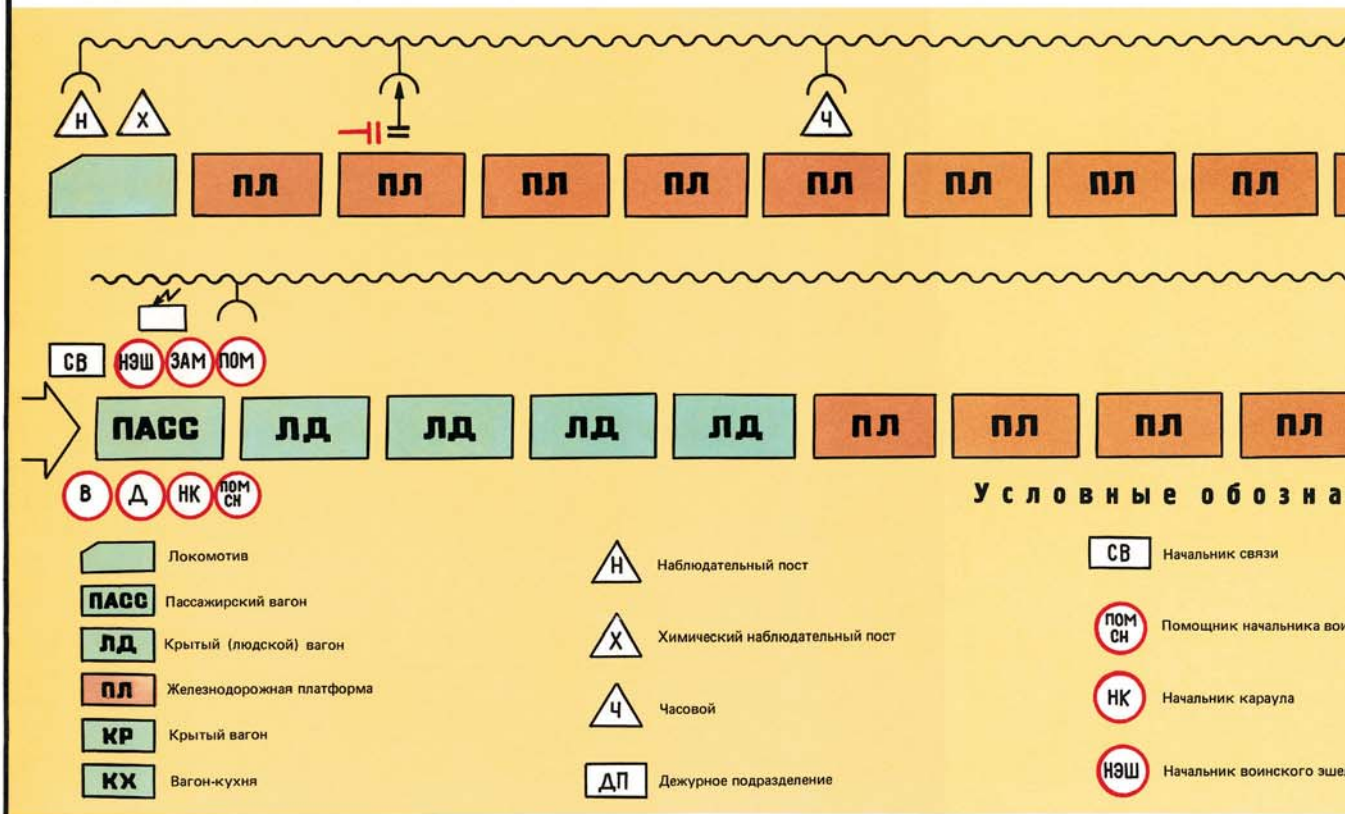 Н Х Ч
ПЛ ПЛ ПЛ ПЛ ПЛ ПЛ ПЛ ПЛ
СВ НЭШ ЗАМ ПОМ
ПАСС ЛД ЛД ЛД ЛД ПЛ ПЛ ПЛ ПЛ
В Д НК ПОМ
СН
Условные обозна
Локомотив
ПАСС Пассажирский вагон
ЛД Крытый (людской) вагон
ПЛ Железнодорожная платформа
КР Крытый вагон
КХ Вагон-кухня
Н Наблюдательный пост
Х Химический наблюдательный пост
Ч Часовой
ДП Дежурное подразделение
СВ Начальник связи
ПОМ
СН Помощник начальника вои
НК Начальник караула
НЭШ Начальник воинского эше